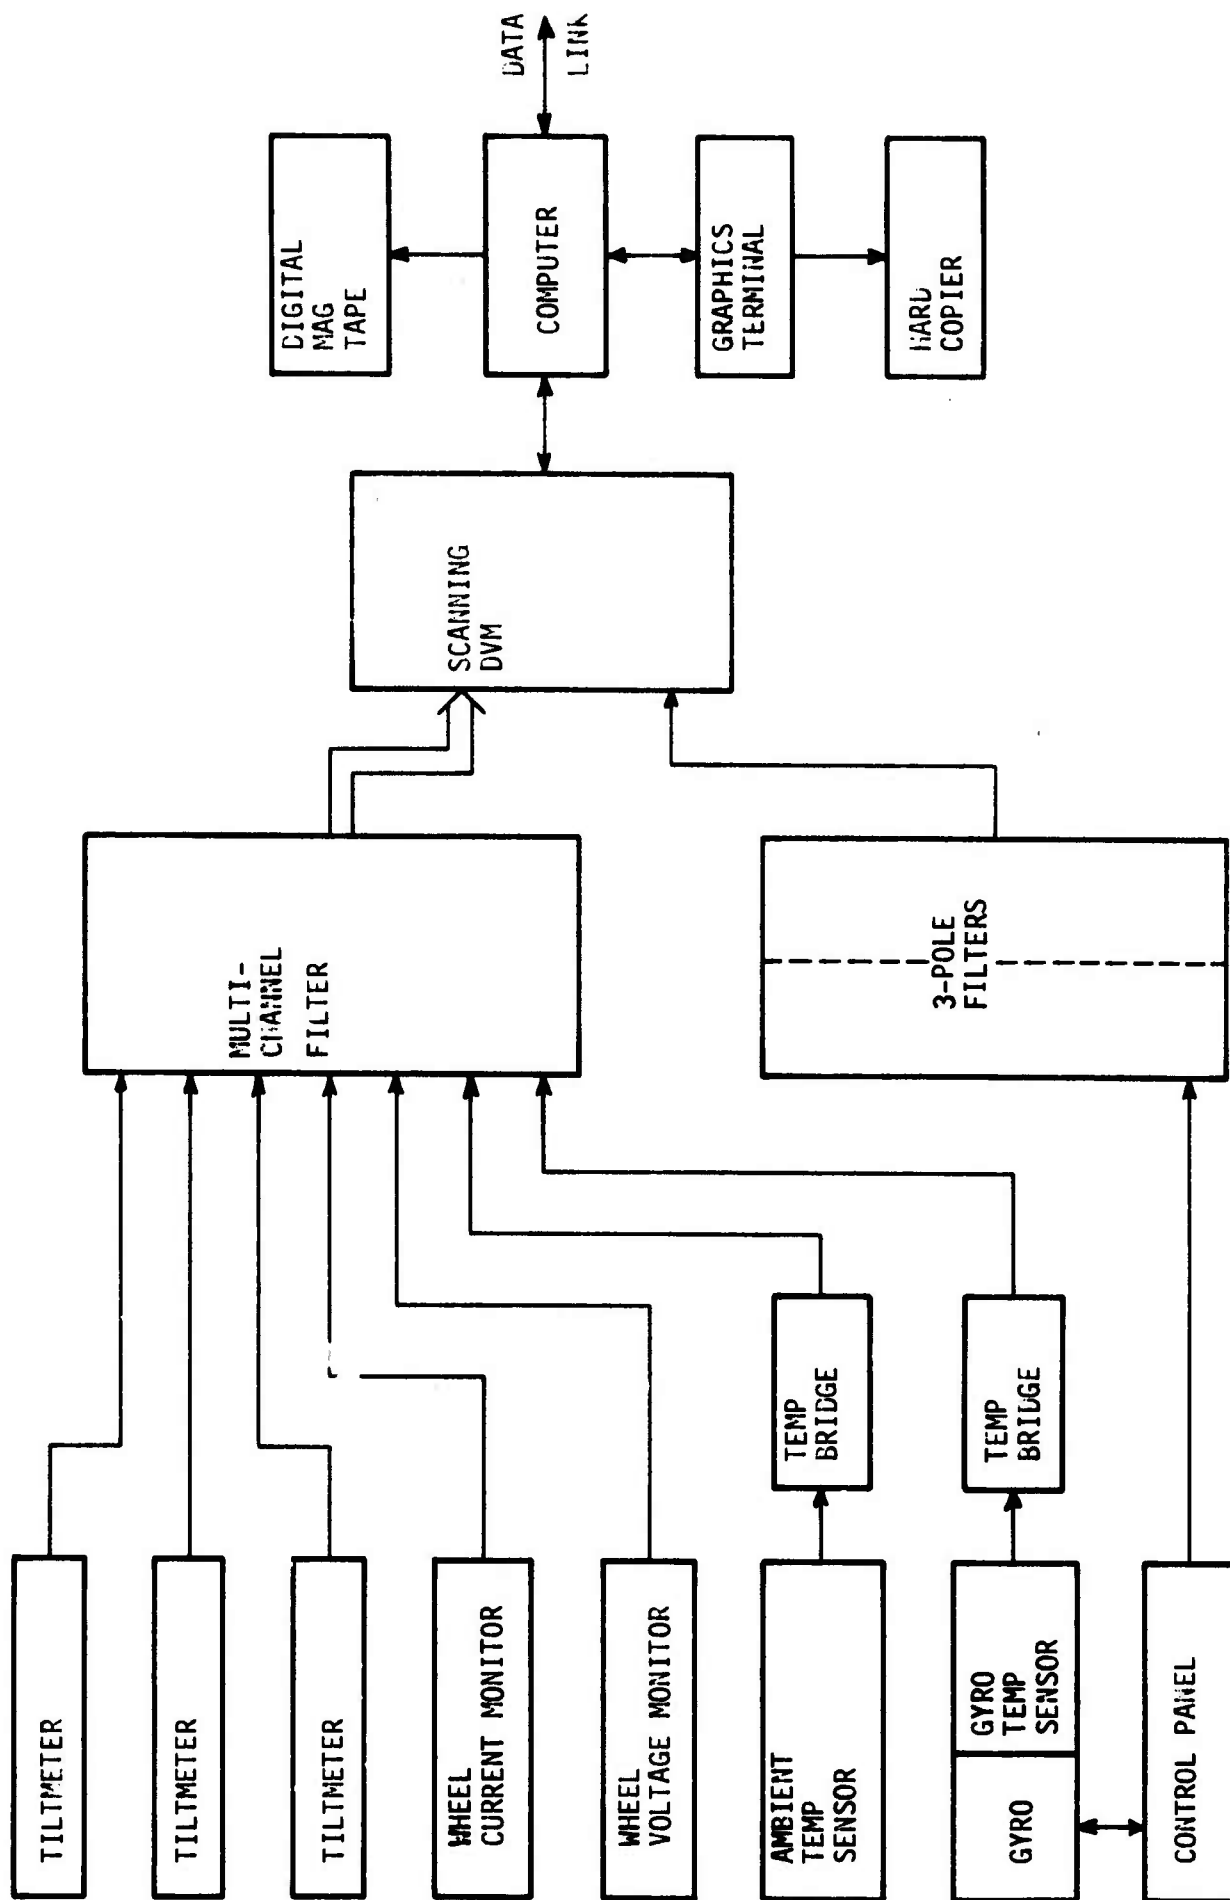 TILTMETER
TILTMETER
TILTMETER
WHEEL
CURRENT MONITOR
WHEEL
VOLTAGE MONITOR
AMBIENT
TEMP
SENSOR
GYRO
GYRO
TEMP
SENSOR
CONTROL PANEL
TEMP
BRIDGE
TEMP
BRIDGE
MULTI-
CHANNEL
FILTER
3-POLE
FILTERS
SCANNING
DVM
DIGITAL
MAG
TAPE
COMPUTER
GRAPHICS
TERMINAL
HARD
COPIER
DATA
LINK